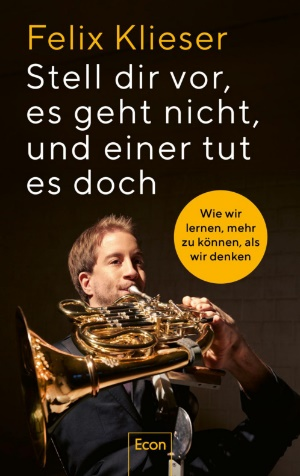 Felix Klieser
Stell dir vor,
es geht nicht,
und einer tut
es doch
Wie wir
lernen, mehr
zu können, als
wir denken
Econ